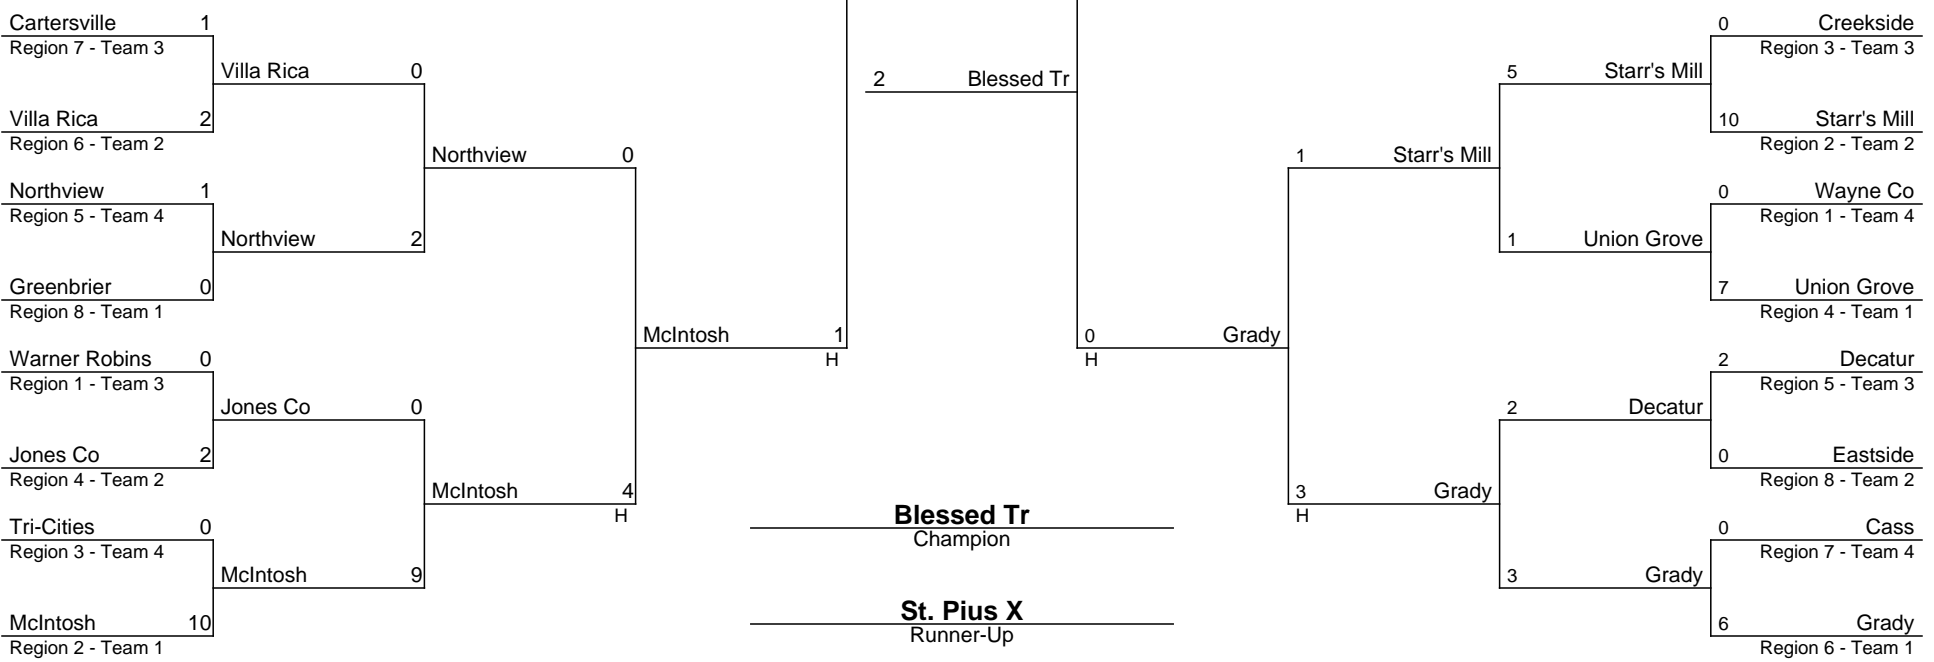 Cartersville 1
Region 7 - Team 3
Villa Rica 0
Villa Rica 2
Region 6 - Team 2
Northview 0
Northview 1
Region 5 - Team 4
Northview 2
Greenbrier 0
Region 8 - Team 1
McIntosh 1
H
Warner Robins 0
Region 1 - Team 3
Jones Co 0
Jones Co 2
Region 4 - Team 2
McIntosh 4
H
Tri-Cities 0
Region 3 - Team 4
McIntosh 9
McIntosh 10
Region 2 - Team 1
2 Blessed Tr
Blessed Tr
Champion
St. Pius X
Runner-Up
0 Creekside
Region 3 - Team 3
5 Starr's Mill
10 Starr's Mill
Region 2 - Team 2
1 Starr's Mill
0 Wayne Co
Region 1 - Team 4
1 Union Grove
7 Union Grove
Region 4 - Team 1
0 Grady
H
2 Decatur
Region 5 - Team 3
2 Decatur
0 Eastside
Region 8 - Team 2
3 Grady
H
0 Cass
Region 7 - Team 4
3 Grady
6 Grady
Region 6 - Team 1